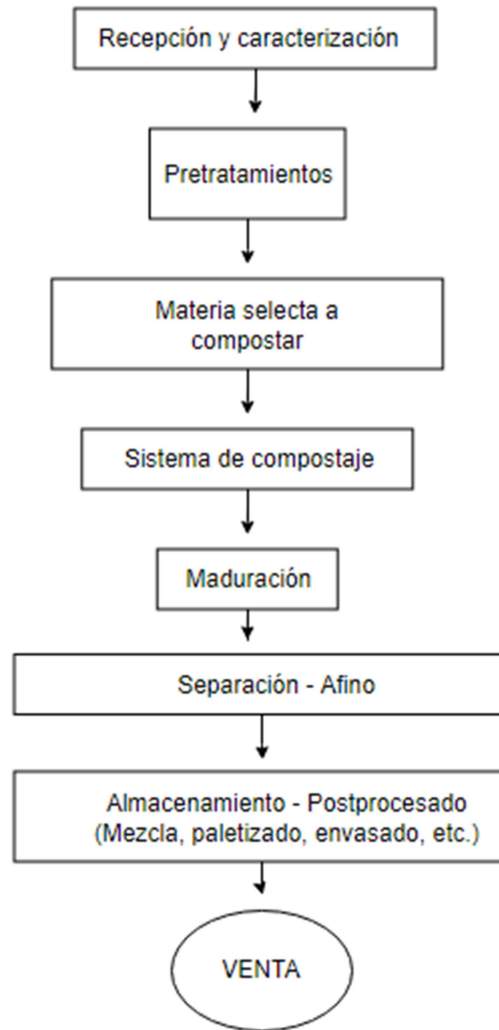 Recepción y caracterización
Pretratamientos
Materia selecta a
compostar
Sistema de compostaje
Maduración
Separación - Afino
Almacenamiento - Postprocesado
(Mezcla, paletizado, envasado, etc.)
VENTA